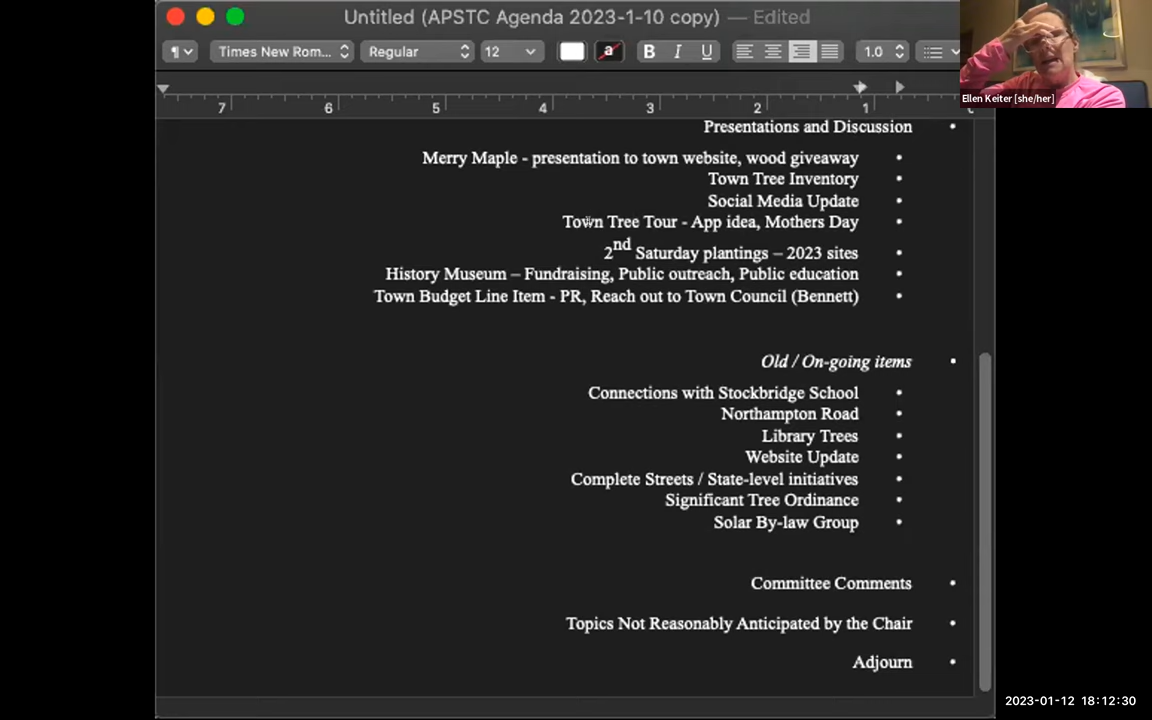 Untitled (APSTC Agenda 2023-1-10 copy) — Edited
Times New Rom... Regular 12 a B I U 1.0
7 6 5 4 3 2 1
Ellen Keiter [she/her]
Presentations and Discussion •
Merry Maple - presentation to town website, wood giveaway •
Town Tree Inventory •
Social Media Update •
Town Tree Tour - App idea, Mothers Day •
2nd Saturday plantings – 2023 sites •
History Museum – Fundraising, Public outreach, Public education •
Town Budget Line Item - PR, Reach out to Town Council (Bennett) •
Old / On-going items •
Connections with Stockbridge School •
Northampton Road •
Library Trees •
Website Update •
Complete Streets / State-level initiatives •
Significant Tree Ordinance •
Solar By-law Group •
Committee Comments •
Topics Not Reasonably Anticipated by the Chair •
Adjourn •
2023-01-12 18:12:30